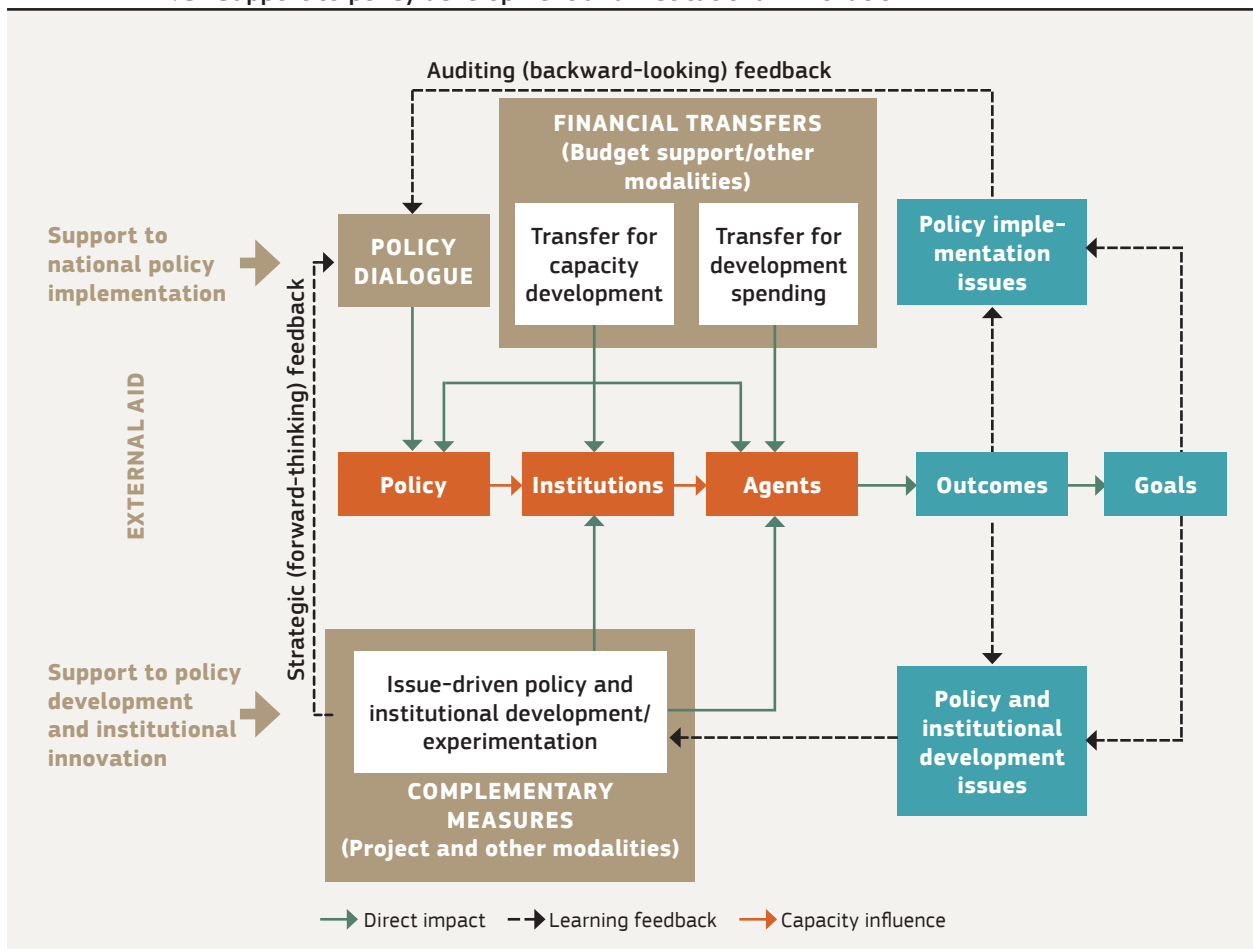 Auditing (backward-looking) feedback
FINANCIAL TRANSFERS
(Budget support/other
modalities)
Support to
national policy
implementation
POLICY
DIALOGUE
Transfer for
capacity
development
Transfer for
development
spending
Policy imple-
mentation
issues
EXTERNAL AID
Strategic (forward-thinking) feedback
Policy
Institutions
Agents
Outcomes
Goals
Support to policy
development
and institutional
innovation
Issue-driven policy and
institutional development/
experimentation
COMPLEMENTARY
MEASURES
(Project and other modalities)
Policy and
institutional
development
issues
Direct impact
Learning feedback
Capacity influence